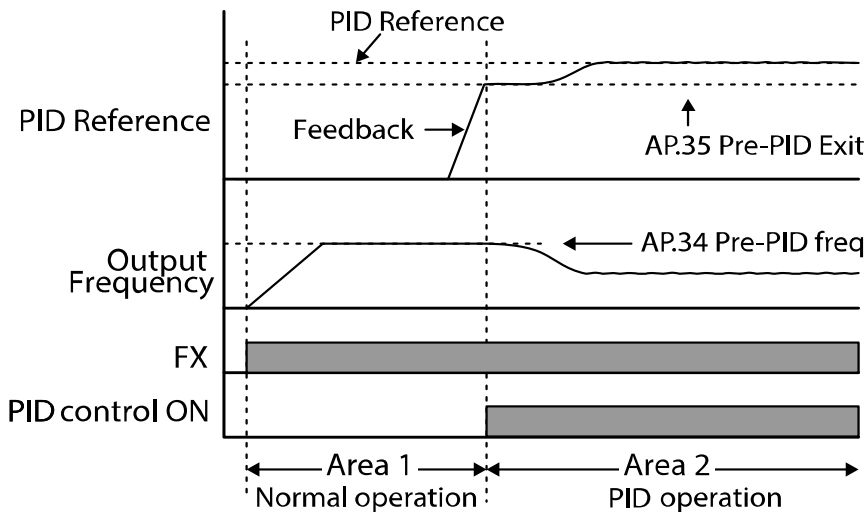 PID Reference
PID Reference
Feedback
AP.35 Pre-PID Exit
Output
Frequency
AP.34 Pre-PID freq
FX
PID control ON
Area 1
Area 2
Normal operation
PID operation